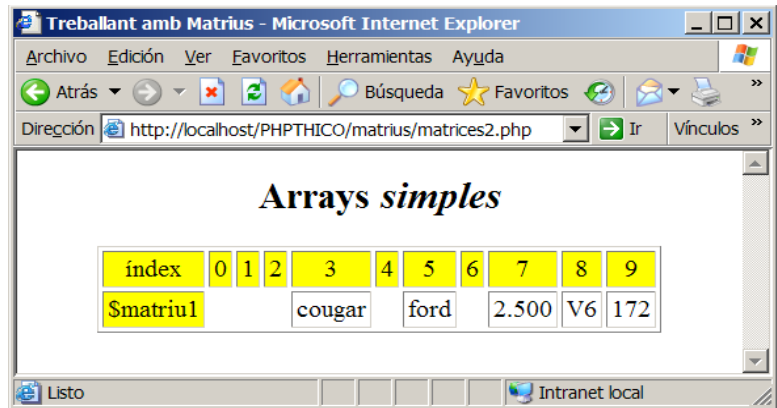 Treballant amb Matrius - Microsoft Internet Explorer
Archivo Edición Ver Favoritos Herramientas Ayuda
Atrás Búsqueda Favoritos »
Dirección http://localhost/PHPTHICO/matrius/matrices2.php Ir Vínculos »
Arrays simples
índex 0 1 2 3 4 5 6 7 8 9
$matriu1 cougar ford 2.500 V6 172
Listo Intranet local